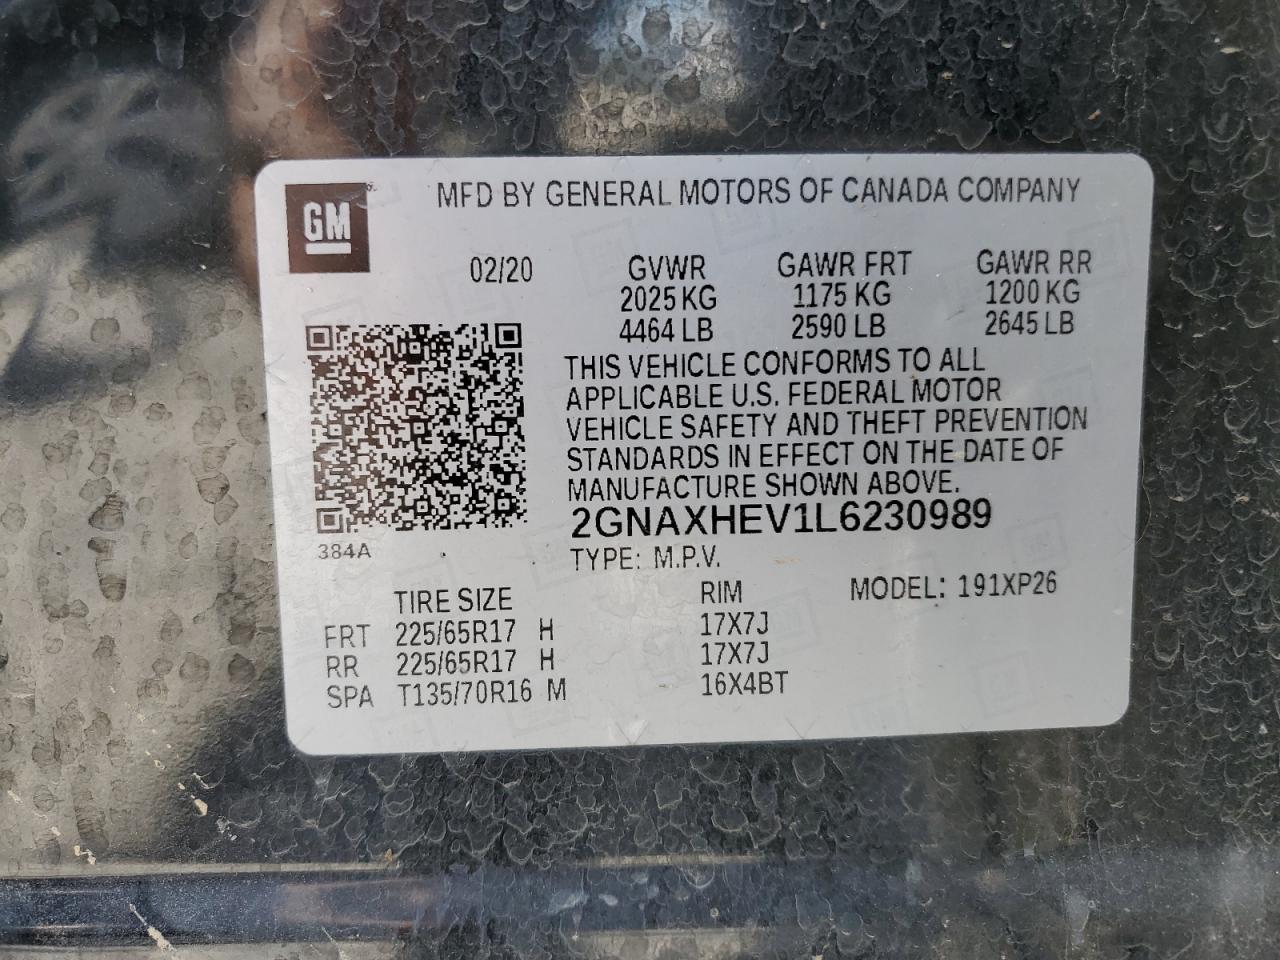 GM
MFD BY GENERAL MOTORS OF CANADA COMPANY
02/20 GVWR GAWR FRT GAWR RR
2025 KG 1175 KG 1200 KG
4464 LB 2590 LB 2645 LB
THIS VEHICLE CONFORMS TO ALL
APPLICABLE U.S. FEDERAL MOTOR
VEHICLE SAFETY AND THEFT PREVENTION
STANDARDS IN EFFECT ON THE DATE OF
MANUFACTURE SHOWN ABOVE.
2GNAXHEV1L6230989
384A
TYPE: M.P.V.
TIRE SIZE RIM MODEL: 191XP26
FRT 225/65R17 H 17X7J
RR 225/65R17 H 17X7J
SPA T135/70R16 M 16X4BT